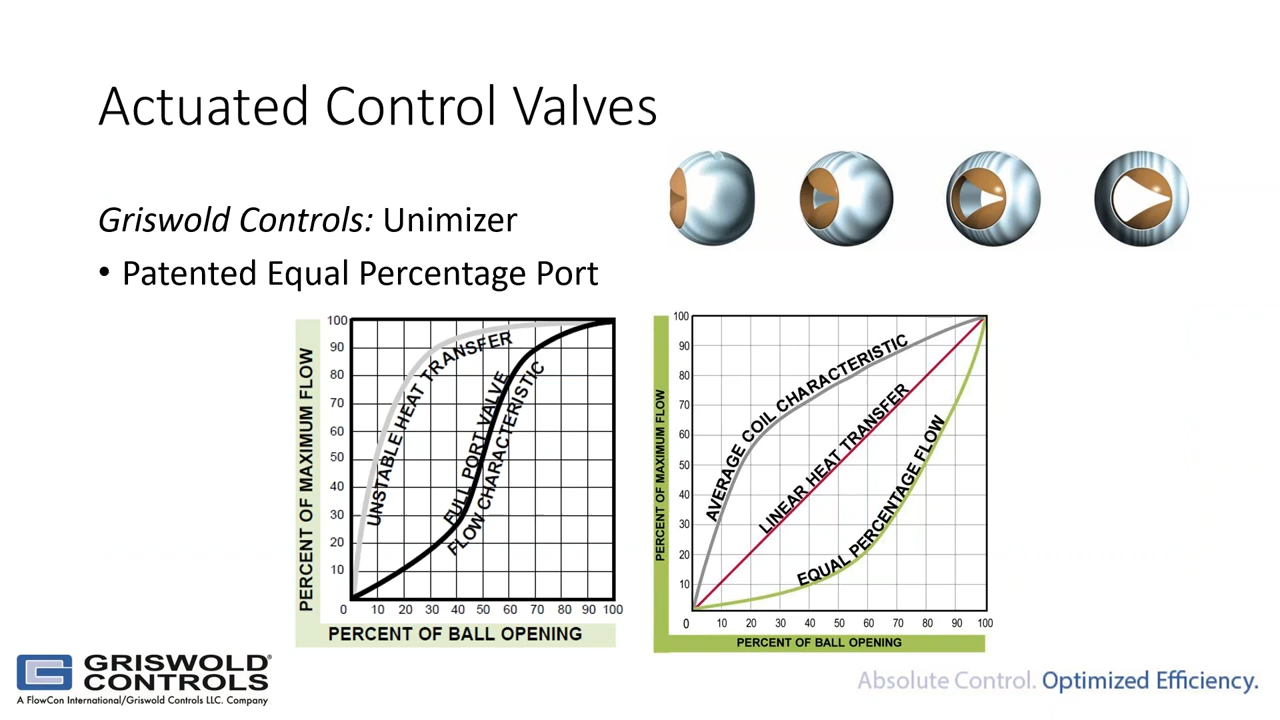 Actuated Control Valves
Griswold Controls: Unimizer
• Patented Equal Percentage Port
PERCENT OF MAXIMUM FLOW
100
90
80
70
60
50
40
30
20
10
UNSTABLE HEAT TRANSFER
FULL PORT VALVE
FLOW CHARACTERISTIC
0 10 20 30 40 50 60 70 80 90 100
PERCENT OF BALL OPENING
PERCENT OF MAXIMUM FLOW
100
90
80
70
60
50
40
30
20
10
AVERAGE COIL CHARACTERISTIC
LINEAR HEAT TRANSFER
EQUAL PERCENTAGE FLOW
0 10 20 30 40 50 60 70 80 90 100
PERCENT OF BALL OPENING
GRISWOLD®
CONTROLS
A FlowCon International/Griswold Controls LLC. Company
Absolute Control. Optimized Efficiency.